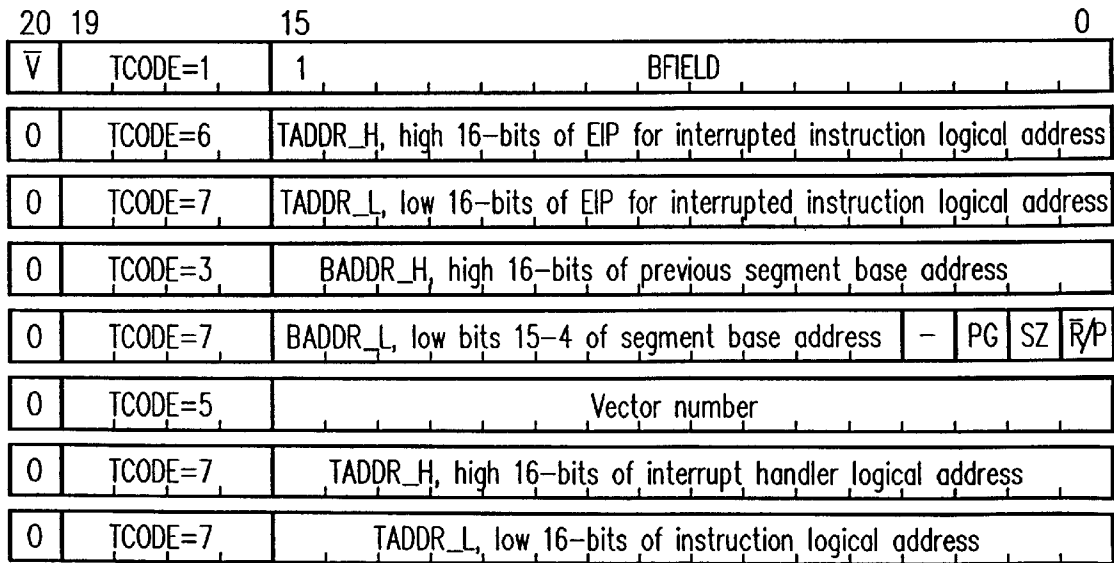 20 19 15 0
V̅ TCODE=1 1 BFIELD
0 TCODE=6 TADDR_H, high 16-bits of EIP for interrupted instruction logical address
0 TCODE=7 TADDR_L, low 16-bits of EIP for interrupted instruction logical address
0 TCODE=3 BADDR_H, high 16-bits of previous segment base address
0 TCODE=7 BADDR_L, low bits 15-4 of segment base address - PG SZ R̅/P
0 TCODE=5 Vector number
0 TCODE=7 TADDR_H, high 16-bits of interrupt handler logical address
0 TCODE=7 TADDR_L, low 16-bits of instruction logical address